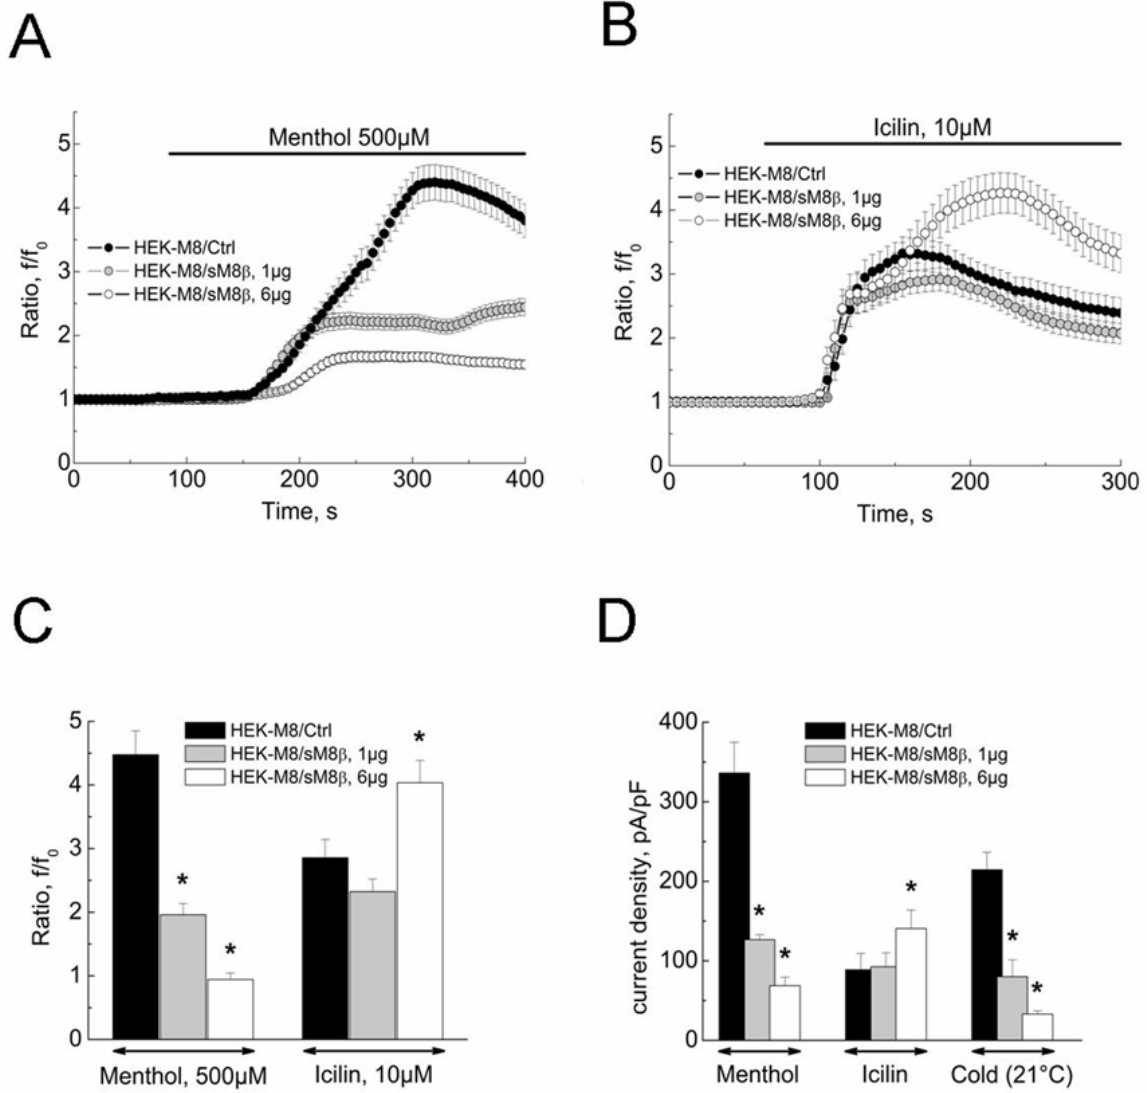 A
Menthol 500µM
HEK-M8/Ctrl
HEK-M8/sM8β, 1µg
HEK-M8/sM8β, 6µg
Ratio, f/f0
5
4
3
2
1
0
0 100 200 300 400
Time, s
B
Icilin, 10µM
HEK-M8/Ctrl
HEK-M8/sM8β, 1µg
HEK-M8/sM8β, 6µg
Ratio, f/f0
5
4
3
2
1
0
0 100 200 300
Time, s
C
HEK-M8/Ctrl
HEK-M8/sM8β, 1µg
HEK-M8/sM8β, 6µg
Ratio, f/f0
5
4
3
2
1
0
*
*
*
Menthol, 500µM Icilin, 10µM
D
HEK-M8/Ctrl
HEK-M8/sM8β, 1µg
HEK-M8/sM8β, 6µg
current density, pA/pF
400
300
200
100
0
*
*
*
*
*
Menthol Icilin Cold (21°C)